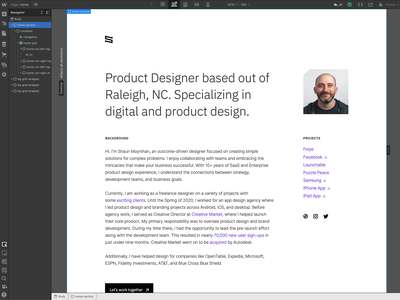 Navigator
Body
Product Designer based out of
Raleigh, NC. Specializing in
digital and product design.
BACKGROUND
Hi, I'm Shaun Moynihan, an outcome-driven designer focused on creating simple
solutions for complex problems. I enjoy collaborating with teams and embracing the
intricacies that make your business successful. With 10+ years of SaaS and Enterprise
product design experience, I understand the connections between strategy,
development teams, and business goals.
Currently, I am working as a freelance designer on a variety of projects with
some exciting clients. Until the Spring of 2020, I worked for an app design agency where
I led product design and branding projects across Android, iOS, and desktop. Before
agency work, I served as Creative Director at Creative Market, where I helped launch
their core product. My primary responsibility was to oversee product design and brand
development. During my time there, I had the opportunity to lead the pre-launch effort
along with the development team. This resulted in nearly 70,000 new user sign-ups in
just under nine months. Creative Market went on to be acquired by Autodesk.
Additionally, I have helped design for companies like OpenTable, Expedia, Microsoft,
ESPN, Fidelity Investments, AT&T, and Blue Cross Blue Shield.
Let's work together
PROJECTS
Feiya
Facebook
Launchable
Puzzle Peace
Samsung
iPhone App
iPad App
Body